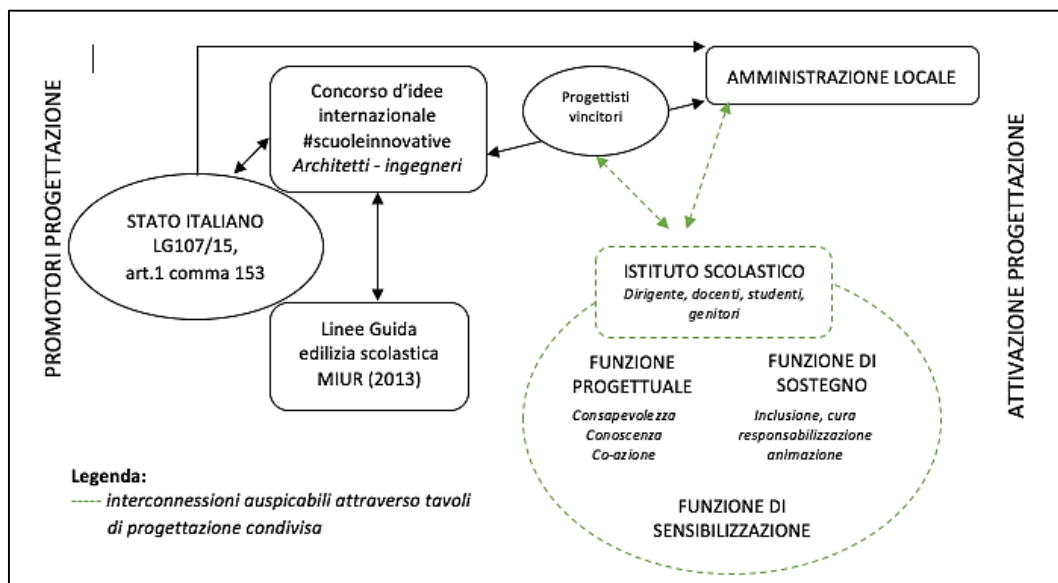 PROMOTORI PROGETTAZIONE
Concorso d'idee
internazionale
#scuoleinnovative
Architetti - ingegneri
Progettisti
vincitori
AMMINISTRAZIONE LOCALE
STATO ITALIANO
LG107/15,
art.1 comma 153
Linee Guida
edilizia scolastica
MIUR (2013)
ISTITUTO SCOLASTICO
Dirigente, docenti, studenti,
genitori
FUNZIONE
PROGETTUALE
Consapevolezza
Conoscenza
Co-azione
FUNZIONE DI
SOSTEGNO
Inclusione, cura
responsabilizzazione
animazione
FUNZIONE DI
SENSIBILIZZAZIONE
ATTIVAZIONE PROGETTAZIONE
Legenda:
----- interconnessioni auspicabili attraverso tavoli
di progettazione condivisa